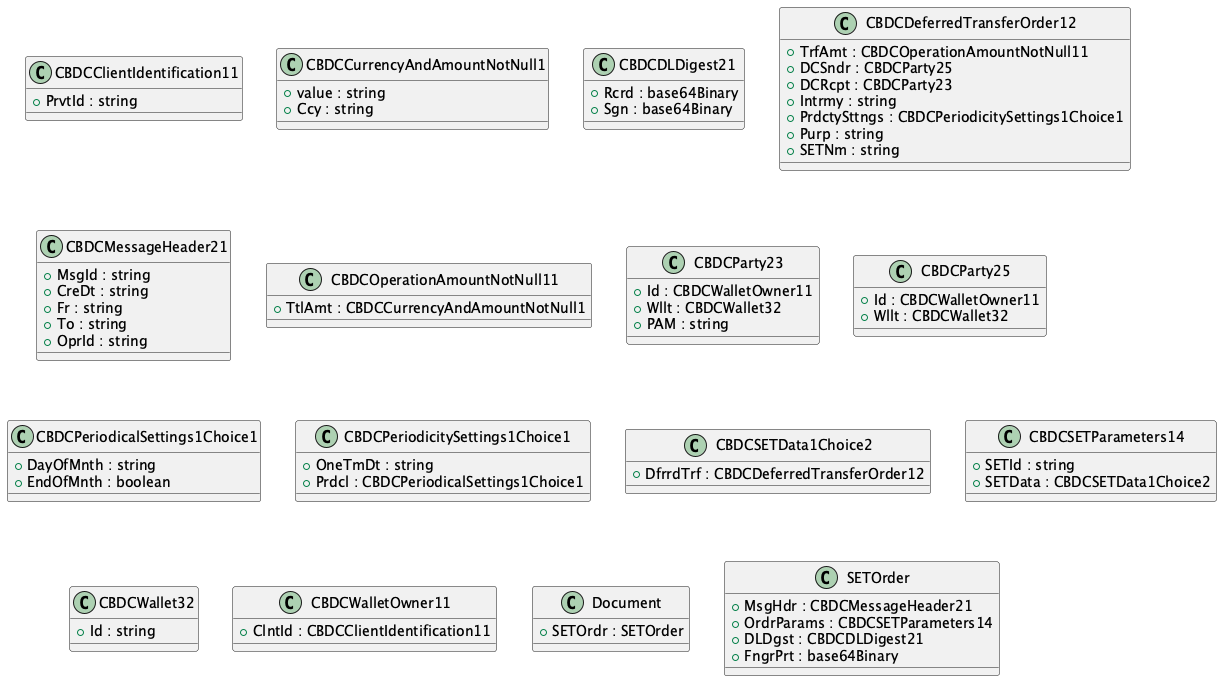 CBDCClientIdentification11
PrvtId : string
CBDCCurrencyAndAmountNotNull1
value : string
Ccy : string
CBDCDLDigest21
Rcrd : base64Binary
Sgn : base64Binary
CBDCDeferredTransferOrder12
TrfAmt : CBDCOperationAmountNotNull11
DCSndr : CBDCParty25
DCRcpt : CBDCParty23
Intrmy : string
PrdctySttngs : CBDCPeriodicitySettings1Choice1
Purp : string
SETNm : string
CBDCMessageHeader21
MsgId : string
CreDt : string
Fr : string
To : string
OprId : string
CBDCOperationAmountNotNull11
TtlAmt : CBDCCurrencyAndAmountNotNull1
CBDCParty23
Id : CBDCWalletOwner11
Wllt : CBDCWallet32
PAM : string
CBDCParty25
Id : CBDCWalletOwner11
Wllt : CBDCWallet32
CBDCPeriodicalSettings1Choice1
DayOfMnth : string
EndOfMnth : boolean
CBDCPeriodicitySettings1Choice1
OneTmDt : string
Prdcl : CBDCPeriodicalSettings1Choice1
CBDCSETData1Choice2
DfrrdTrf : CBDCDeferredTransferOrder12
CBDCSETParameters14
SETId : string
SETData : CBDCSETData1Choice2
CBDCWallet32
Id : string
CBDCWalletOwner11
ClntId : CBDCClientIdentification11
Document
SETOrdr : SETOrder
SETOrder
MsgHdr : CBDCMessageHeader21
OrdrParams : CBDCSETParameters14
DLDgst : CBDCDLDigest21
FngrPrt : base64Binary